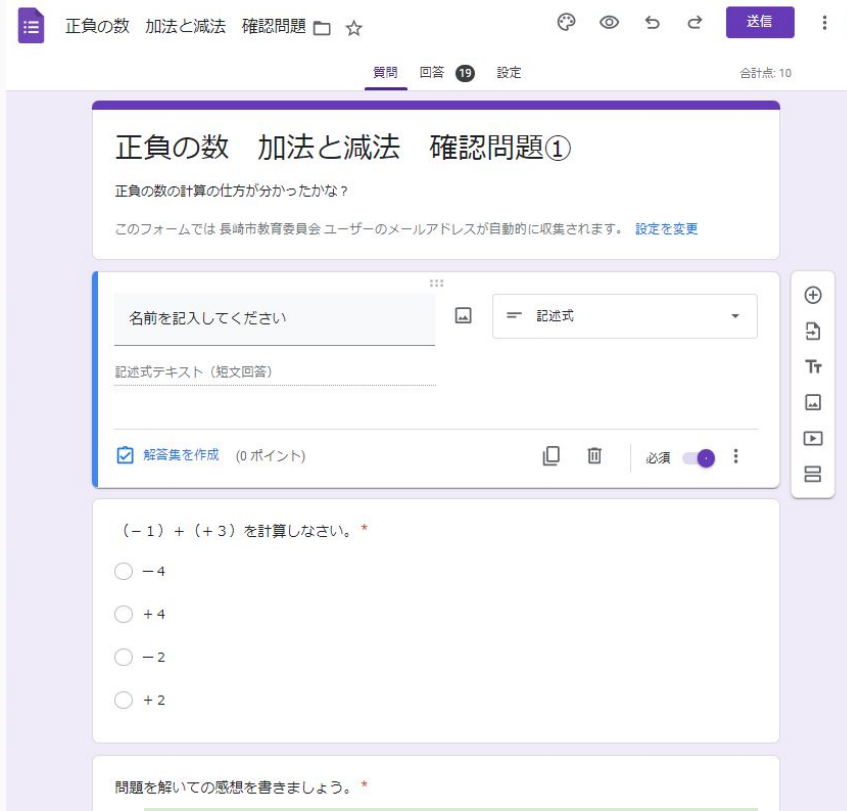 正負の数　加法と減法　確認問題
送信
質問
回答 19
設定
合計点: 10
正負の数　加法と減法　確認問題①
正負の数の計算の仕方が分かったかな？
このフォームでは 長崎市教育委員会 ユーザーのメールアドレスが自動的に収集されます。 設定を変更
名前を記入してください
記述式
記述式テキスト（短文回答）
解答集を作成 (0 ポイント)
必須
Tт
（－１）＋（＋３）を計算しなさい。 *
－４
＋４
－２
＋２
問題を解いての感想を書きましょう。 *